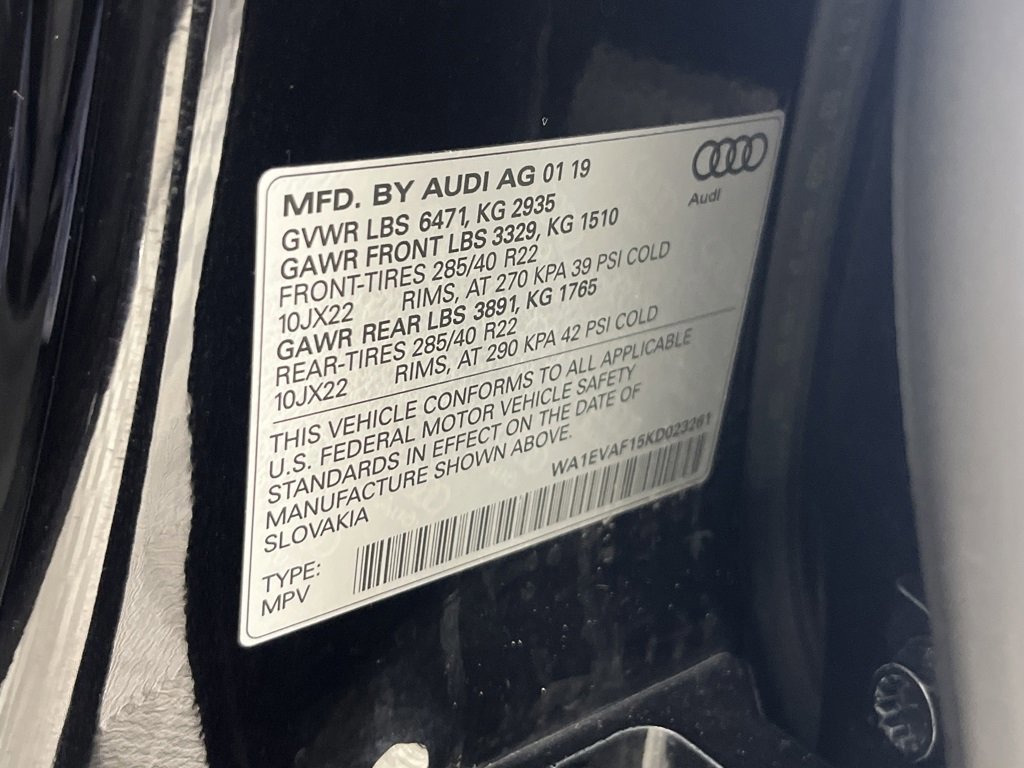 MFD. BY AUDI AG 01 19
Audi
GVWR LBS 6471, KG 2935
GAWR FRONT LBS 3329, KG 1510
FRONT-TIRES 285/40 R22
10JX22 RIMS, AT 270 KPA 39 PSI COLD
GAWR REAR LBS 3891, KG 1765
REAR-TIRES 285/40 R22
10JX22 RIMS, AT 290 KPA 42 PSI COLD
THIS VEHICLE CONFORMS TO ALL APPLICABLE
U.S. FEDERAL MOTOR VEHICLE SAFETY
STANDARDS IN EFFECT ON THE DATE OF
MANUFACTURE SHOWN ABOVE.
SLOVAKIA
WA1EVAF15KD023261
TYPE:
MPV